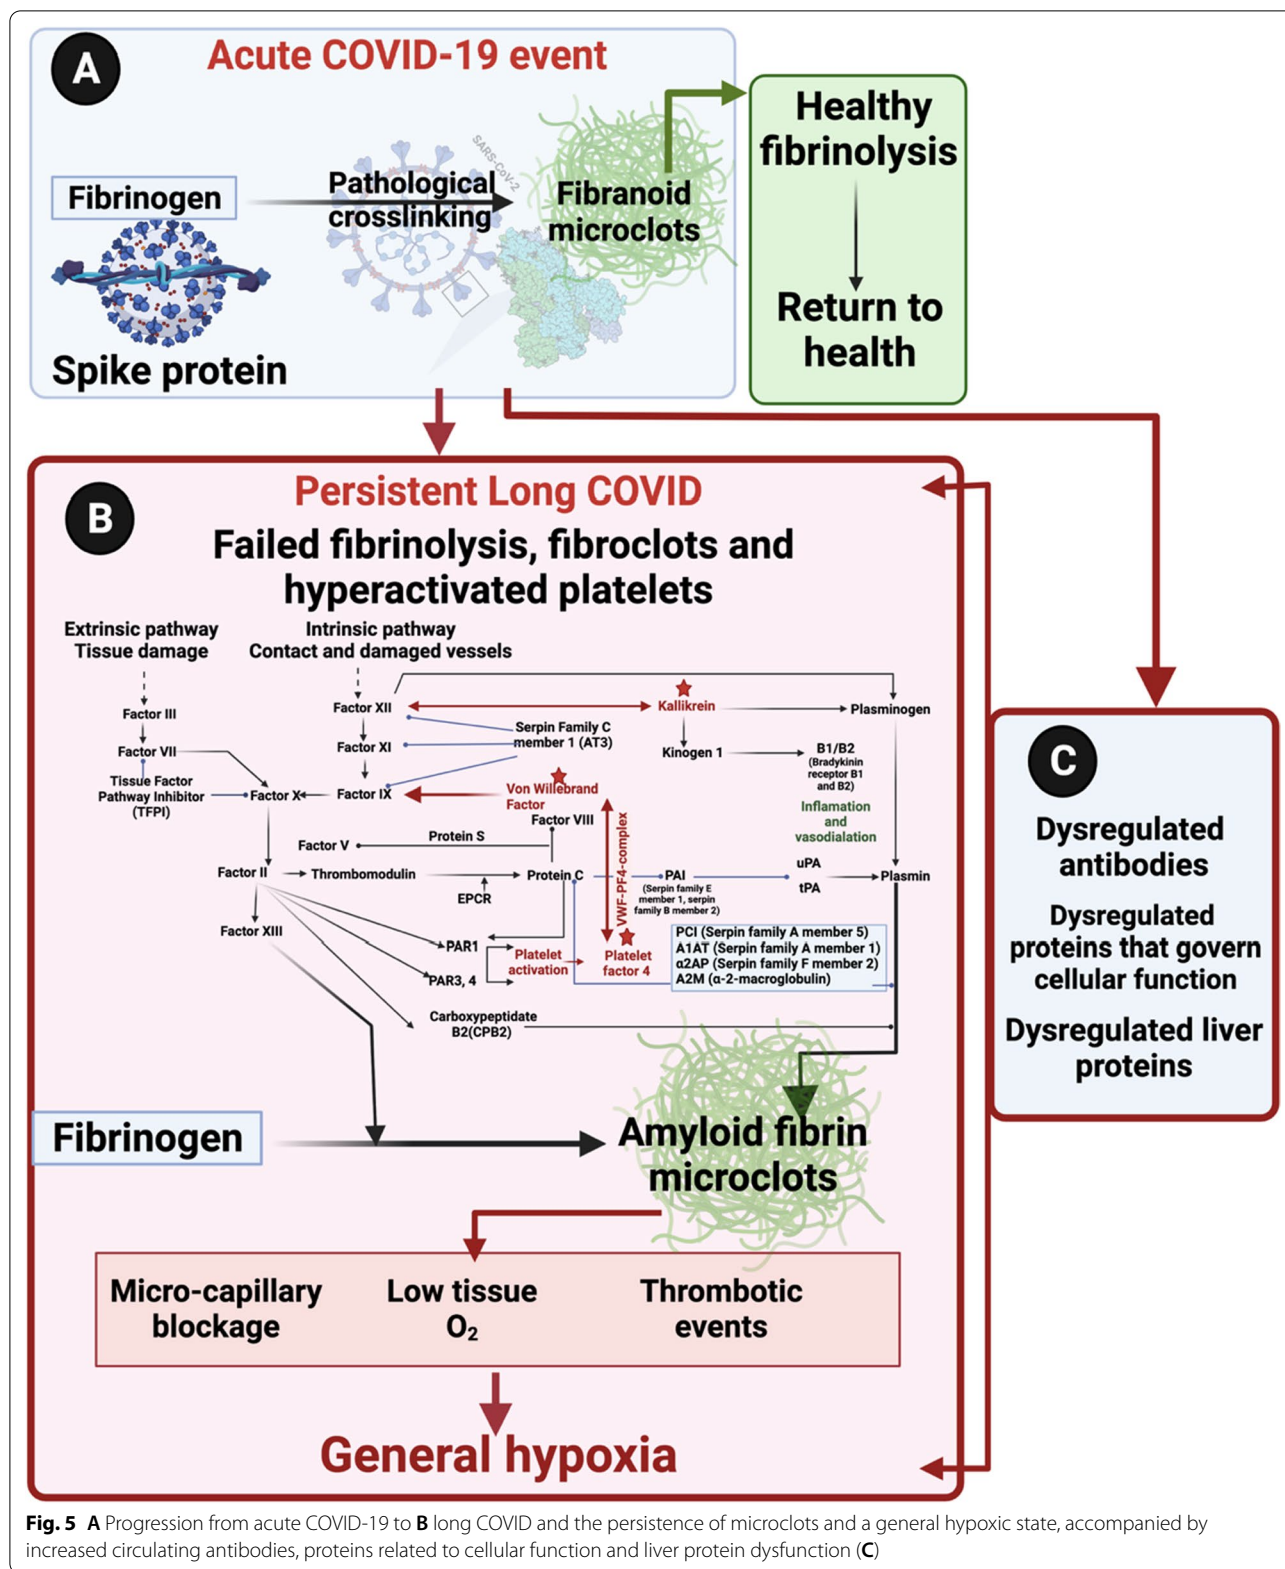 A
Acute COVID-19 event
SARS-CoV-2
Fibrinogen
Pathological
crosslinking
Fibranoid
microclots
Spike protein
Healthy
fibrinolysis
Return to
health
B
Persistent Long COVID
Failed fibrinolysis, fibroclots and
hyperactivated platelets
Extrinsic pathway
Tissue damage
Intrinsic pathway
Contact and damaged vessels
Factor III
Factor XII
Kallikrein
Plasminogen
Factor VII
Factor XI
Serpin Family C
member 1 (AT3)
Kinogen 1
B1/B2
(Bradykinin
receptor B1
and B2)
Tissue Factor
Pathway Inhibitor
(TFPI)
Factor X
Factor IX
Von Willebrand
Factor
Factor VIII
Inflamation
and
vasodialation
Factor V
Protein S
VWF-PF4-complex
Factor II
Thrombomodulin
EPCR
Protein C
PAI
(Serpin family E
member 1, serpin
family B member 2)
uPA
tPA
Plasmin
Factor XIII
PAR1
PAR3, 4
Platelet
activation
Platelet
factor 4
PCI (Serpin family A member 5)
A1AT (Serpin family A member 1)
α2AP (Serpin family F member 2)
A2M (α-2-macroglobulin)
Carboxypeptidate
B2(CPB2)
Fibrinogen
Amyloid fibrin
microclots
Micro-capillary
blockage
Low tissue
O₂
Thrombotic
events
General hypoxia
C
Dysregulated
antibodies
Dysregulated
proteins that govern
cellular function
Dysregulated liver
proteins
Fig. 5 A Progression from acute COVID-19 to B long COVID and the persistence of microclots and a general hypoxic state, accompanied by
increased circulating antibodies, proteins related to cellular function and liver protein dysfunction (C)